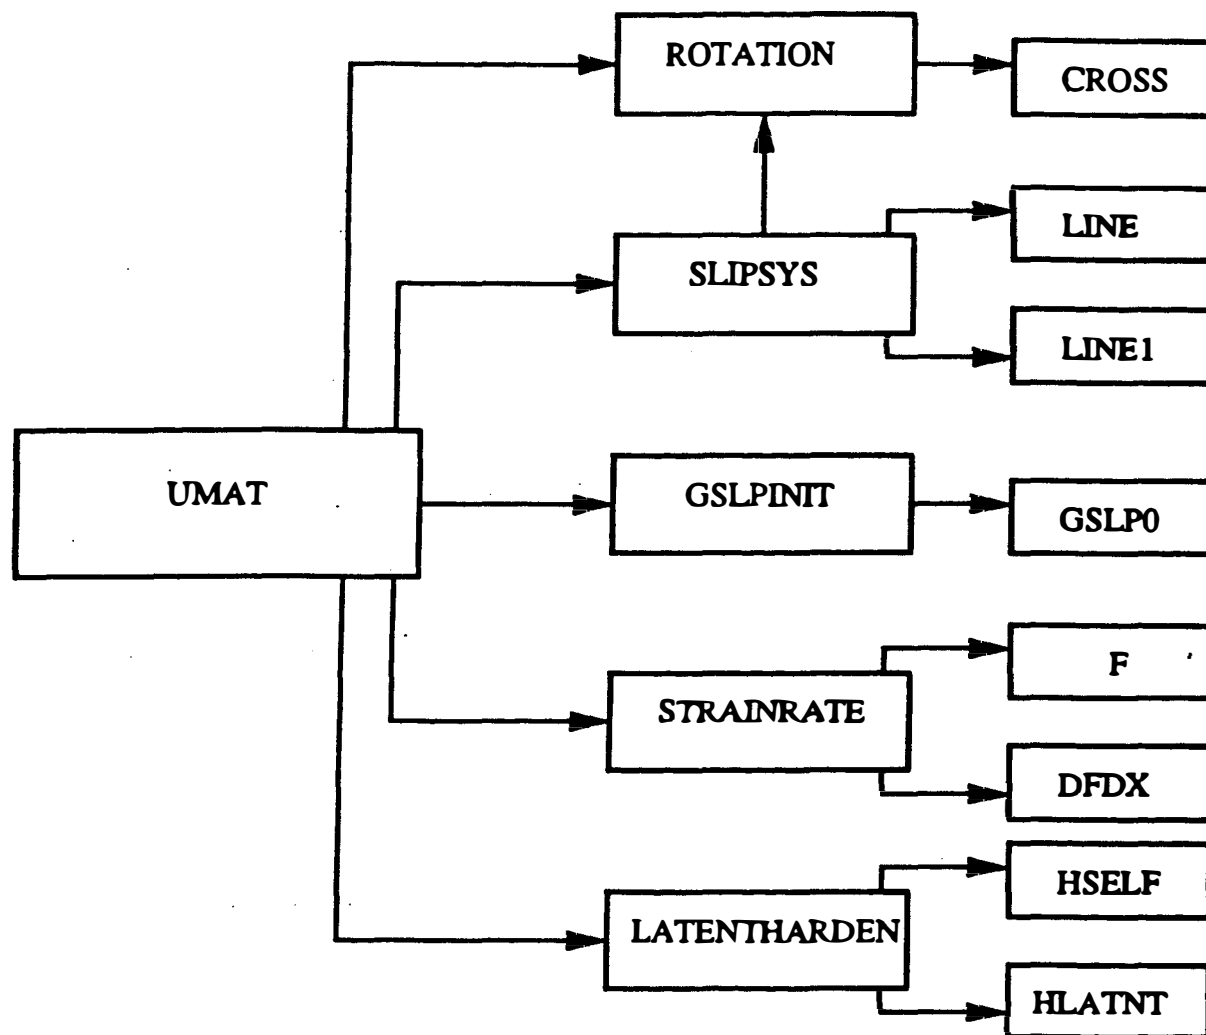 ROTATION
CROSS
LINE
SLIPSYS
LINE1
UMAT
GSLPINIT
GSLP0
F
STRAINRATE
DFDX
HSELF
LATENTHARDEN
HLATNT